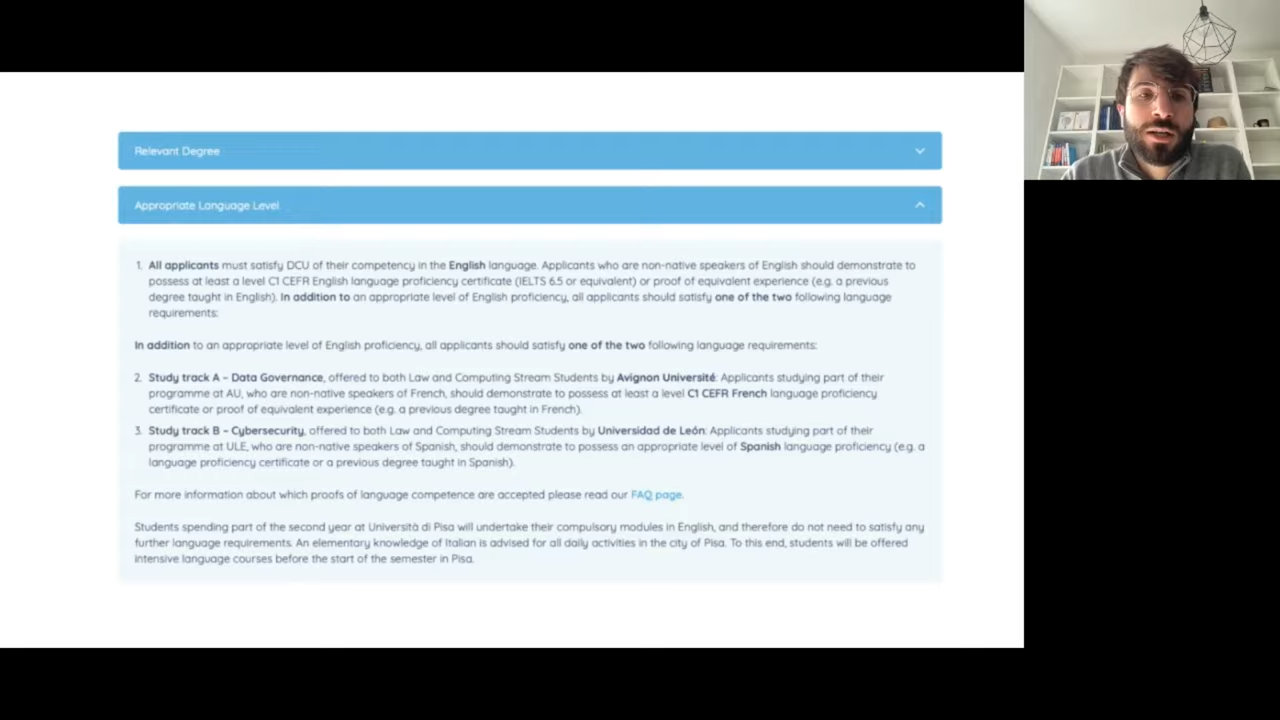 Relevant Degree
Appropriate Language Level
1. All applicants must satisfy DCU of their competency in the English language. Applicants who are non-native speakers of English should demonstrate to
possess at least a level C1 CEFR English language proficiency certificate (IELTS 6.5 or equivalent) or proof of equivalent experience (e.g. a previous
degree taught in English). In addition to an appropriate level of English proficiency, all applicants should satisfy one of the two following language
requirements:
In addition to an appropriate level of English proficiency, all applicants should satisfy one of the two following language requirements:
2. Study track A – Data Governance, offered to both Law and Computing Stream Students by Avignon Université: Applicants studying part of their
programme at AU, who are non-native speakers of French, should demonstrate to possess at least a level C1 CEFR French language proficiency
certificate or proof of equivalent experience (e.g. a previous degree taught in French).
3. Study track B – Cybersecurity, offered to both Law and Computing Stream Students by Universidad de León: Applicants studying part of their
programme at ULE, who are non-native speakers of Spanish, should demonstrate to possess an appropriate level of Spanish language proficiency (e.g. a
language proficiency certificate or a previous degree taught in Spanish).
For more information about which proofs of language competence are accepted please read our FAQ page.
Students spending part of the second year at Università di Pisa will undertake their compulsory modules in English, and therefore do not need to satisfy any
further language requirements. An elementary knowledge of Italian is advised for all daily activities in the city of Pisa. To this end, students will be offered
intensive language courses before the start of the semester in Pisa.